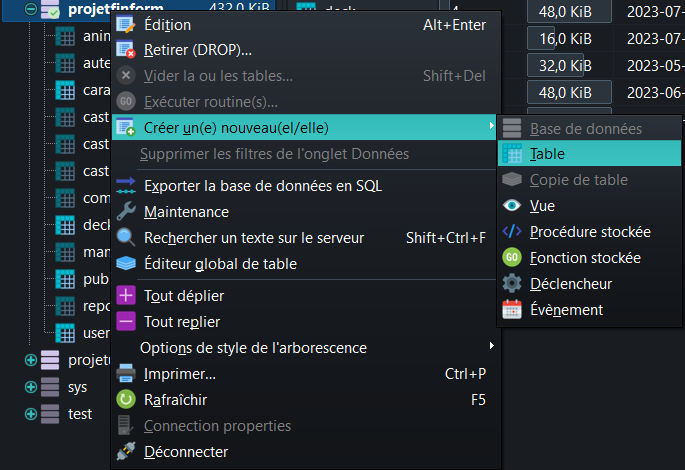 projetfinform 432,0 KiB
deck 4 48,0 KiB 2023-07
16,0 KiB 2023-07
32,0 KiB 2023-05
48,0 KiB 2023-06
anim
aute
cara
cast
cast
cast
com
deck
man
pub
repo
user
projet
sys
test
Édition Alt+Enter
Retirer (DROP)...
Vider la ou les tables... Shift+Del
Exécuter routine(s)...
Créer un(e) nouveau(el/elle)
Supprimer les filtres de l'onglet Données
Exporter la base de données en SQL
Maintenance
Rechercher un texte sur le serveur Shift+Ctrl+F
Éditeur global de table
Tout déplier
Tout replier
Options de style de l'arborescence
Imprimer... Ctrl+P
Rafraîchir F5
Connection properties
Déconnecter
Base de données
Table
Copie de table
Vue
Procédure stockée
Fonction stockée
Déclencheur
Évènement